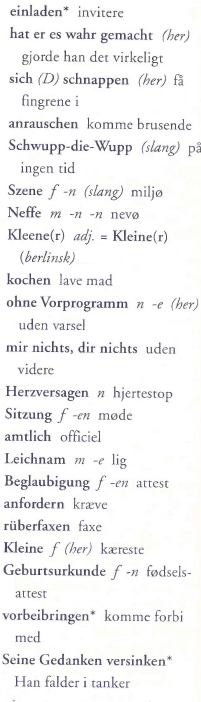 einladen* invitere
hat er es wahr gemacht (her)
gjorde han det virkeligt
sich (D) schnappen (her) få
fingrene i
anrauschen komme brusende
Schwupp-die-Wupp (slang) på
ingen tid
Szene f -n (slang) miljø
Neffe m -n -n nevø
Kleene(r) adj. = Kleine(r)
(berlinsk)
kochen lave mad
ohne Vorprogramm n -e (her)
uden varsel
mir nichts, dir nichts uden
videre
Herzversagen n hjertestop
Sitzung f -en møde
amtlich officiel
Leichnam m -e lig
Beglaubigung f -en attest
anfordern kræve
rüberfaxen faxe
Kleine f (her) kæreste
Geburtsurkunde f -n fødsels-
attest
vorbeibringen* komme forbi
med
Seine Gedanken versinken*
Han falder i tanker